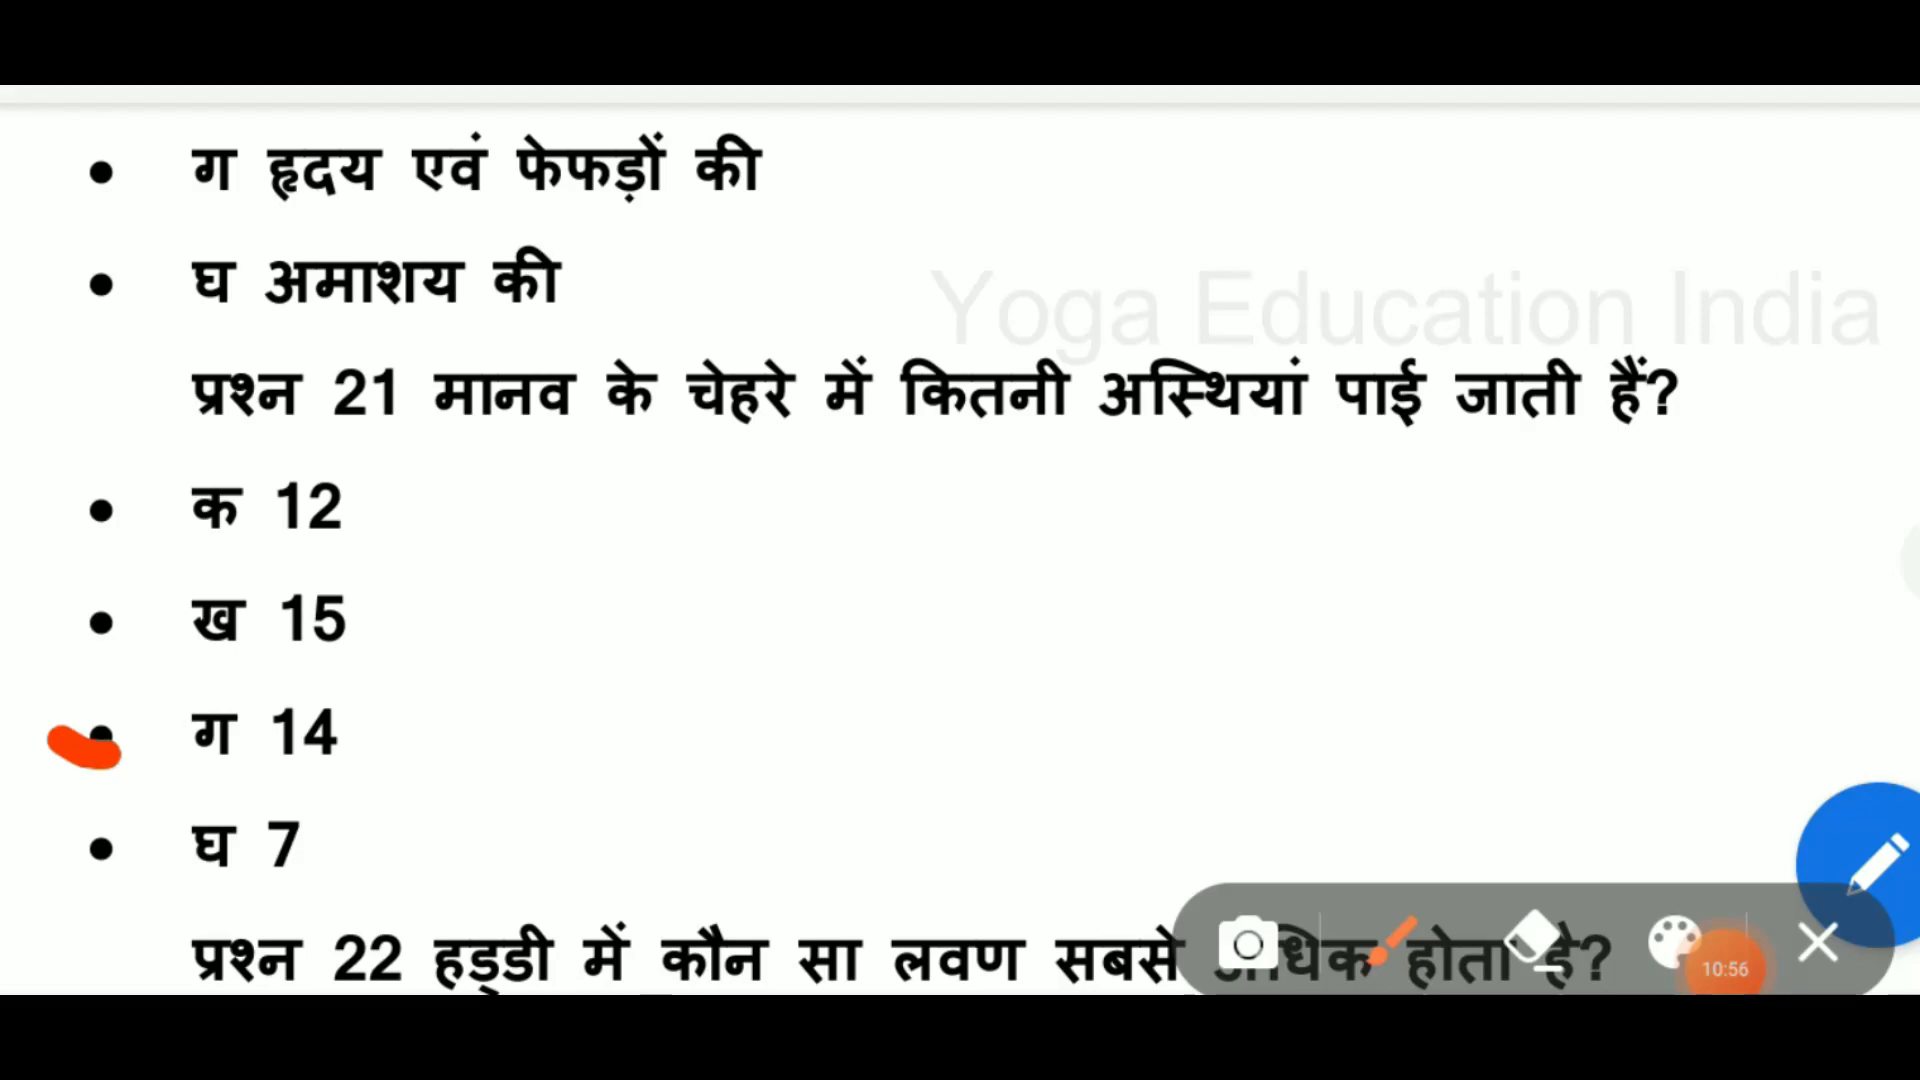 ग हृदय एवं फेफड़ों की
घ अमाशय की
Yoga Education India
प्रश्न 21 मानव के चेहरे में कितनी अस्थियां पाई जाती हैं?
क 12
ख 15
ग 14
घ 7
प्रश्न 22 हड्डी में कौन सा लवण सबसे अधिक होता है?
10:56